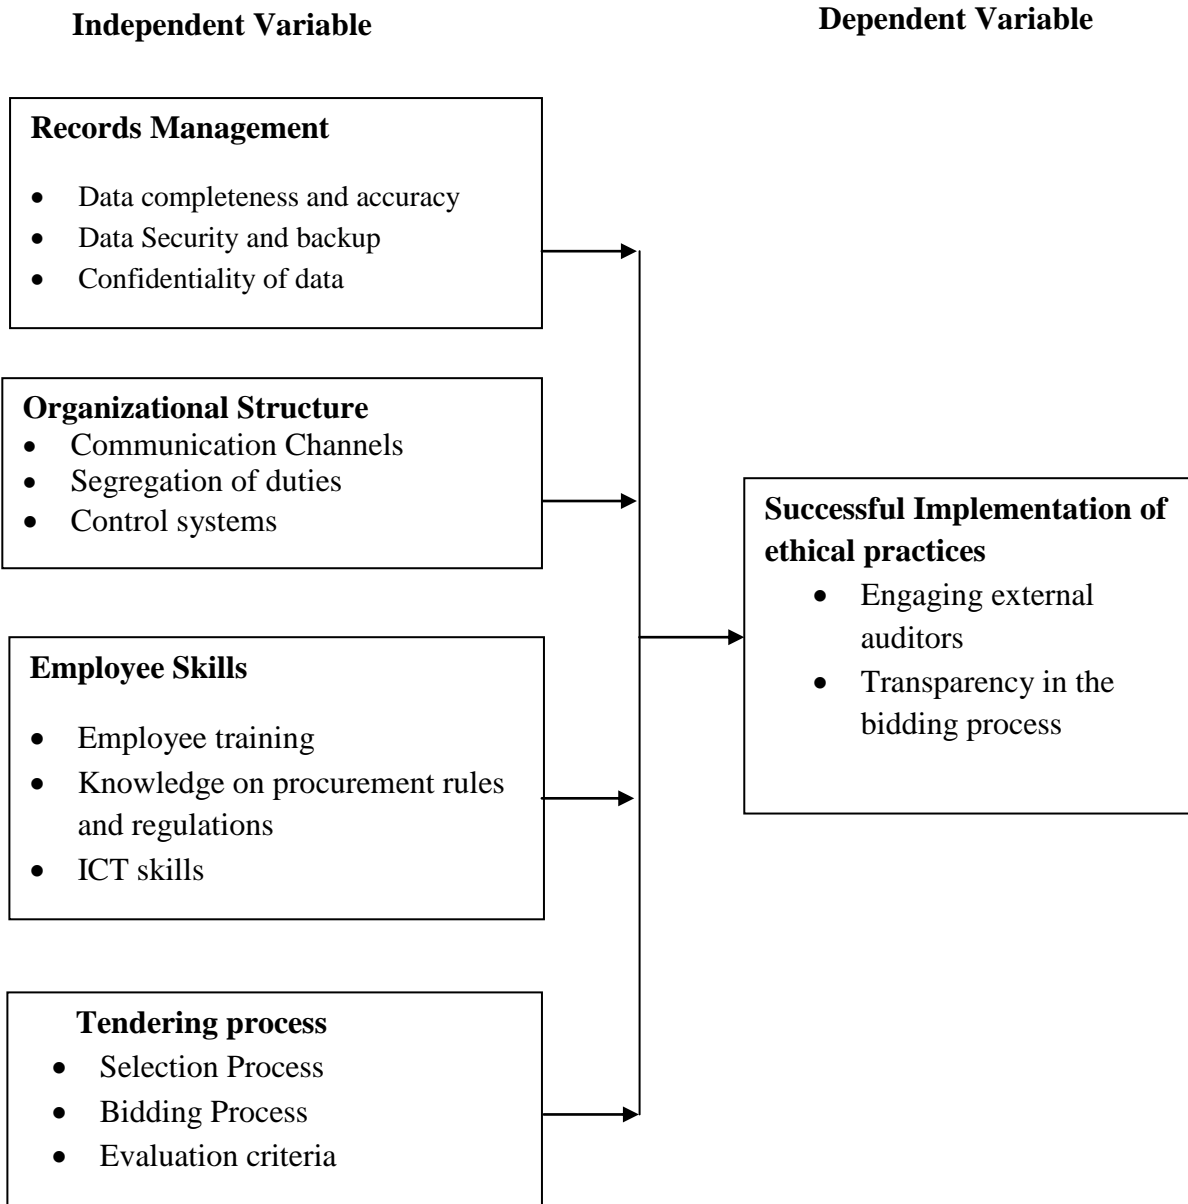 Independent Variable
Dependent Variable
Records Management
• Data completeness and accuracy
• Data Security and backup
• Confidentiality of data
Organizational Structure
• Communication Channels
• Segregation of duties
• Control systems
Employee Skills
• Employee training
• Knowledge on procurement rules
and regulations
• ICT skills
Tendering process
• Selection Process
• Bidding Process
• Evaluation criteria
Successful Implementation of
ethical practices
• Engaging external
auditors
• Transparency in the
bidding process